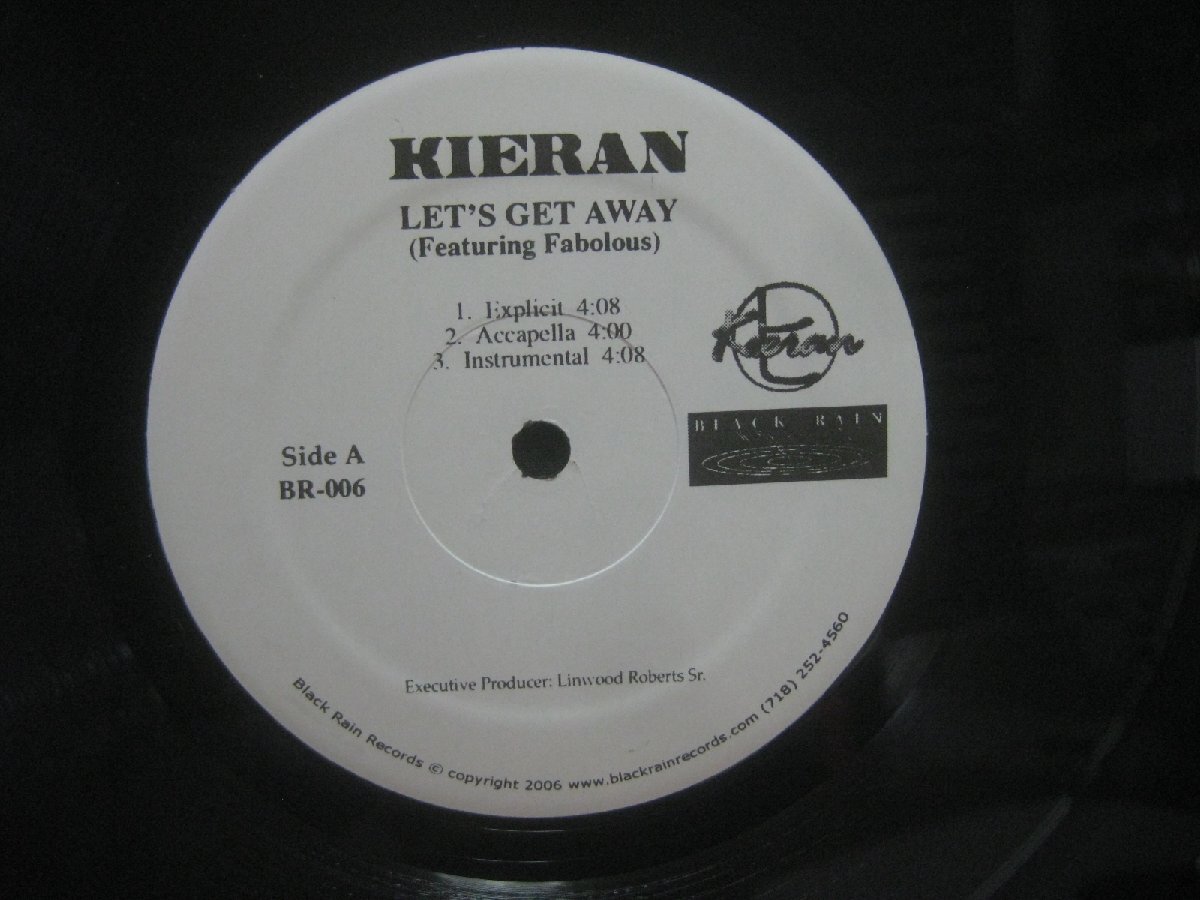 KIERAN
LET'S GET AWAY
(Featuring Fabolous)
1. Explicit 4:08
2. Accapella 4:00
3. Instrumental 4:08
Kieran
BLACK RAIN
Side A
BR-006
Executive Producer: Linwood Roberts Sr.
Black Rain Records © copyright 2006 www.blackrainrecords.com (718) 252-4560